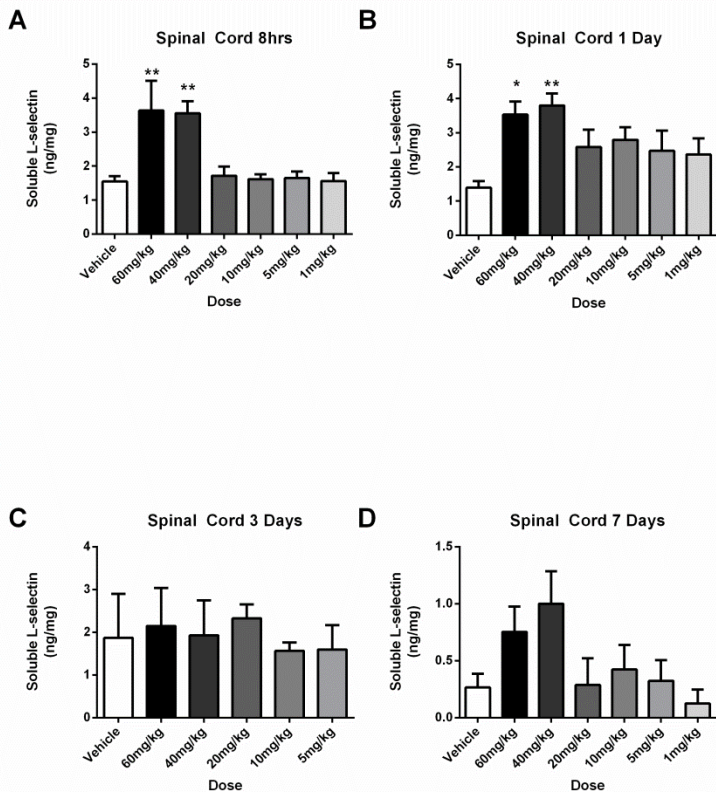 A
Spinal Cord 8hrs
Soluble L-selectin
(ng/mg)
5
4
3
2
1
0
**
**
Vehicle
60mg/kg
40mg/kg
20mg/kg
10mg/kg
5mg/kg
1mg/kg
Dose
B
Spinal Cord 1 Day
Soluble L-selectin
(ng/mg)
5
4
3
2
1
0
*
**
Vehicle
60mg/kg
40mg/kg
20mg/kg
10mg/kg
5mg/kg
1mg/kg
Dose
C
Spinal Cord 3 Days
Soluble L-selectin
(ng/mg)
4
3
2
1
0
Vehicle
60mg/kg
40mg/kg
20mg/kg
10mg/kg
5mg/kg
Dose
D
Spinal Cord 7 Days
Soluble L-selectin
(ng/mg)
1.5
1.0
0.5
0.0
Vehicle
60mg/kg
40mg/kg
20mg/kg
10mg/kg
5mg/kg
1mg/kg
Dose